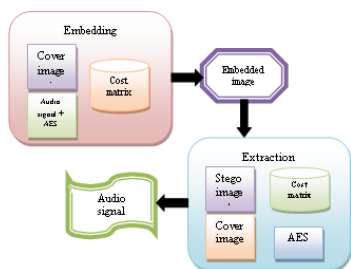 Embedding
Cover
image
.
Audio
signal +
AES
Cost
matrix
Embedded
image
Extraction
Stego
image
.
Cost
matrix
Cover
image
AES
Audio
signal